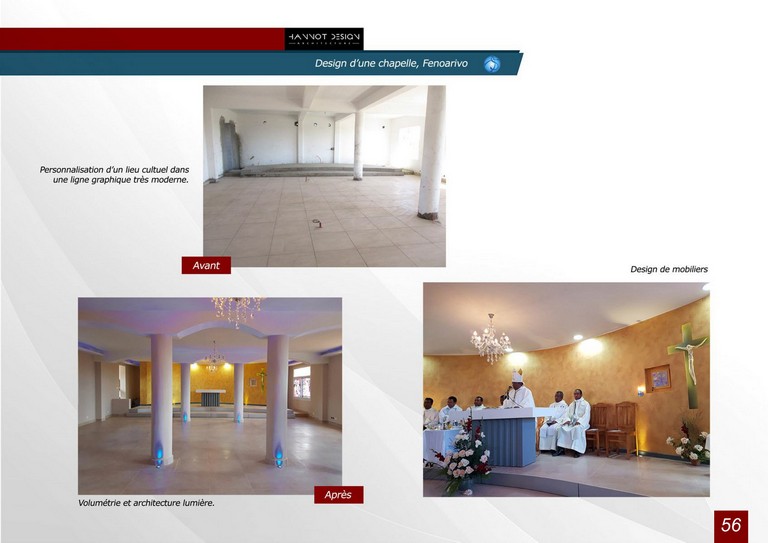 HANNOT DESIGN
ARCHITECTURE
Design d'une chapelle, Fenoarivo
Personnalisation d'un lieu cultuel dans
une ligne graphique très moderne.
Avant
Design de mobiliers
Après
Volumétrie et architecture lumière.
56